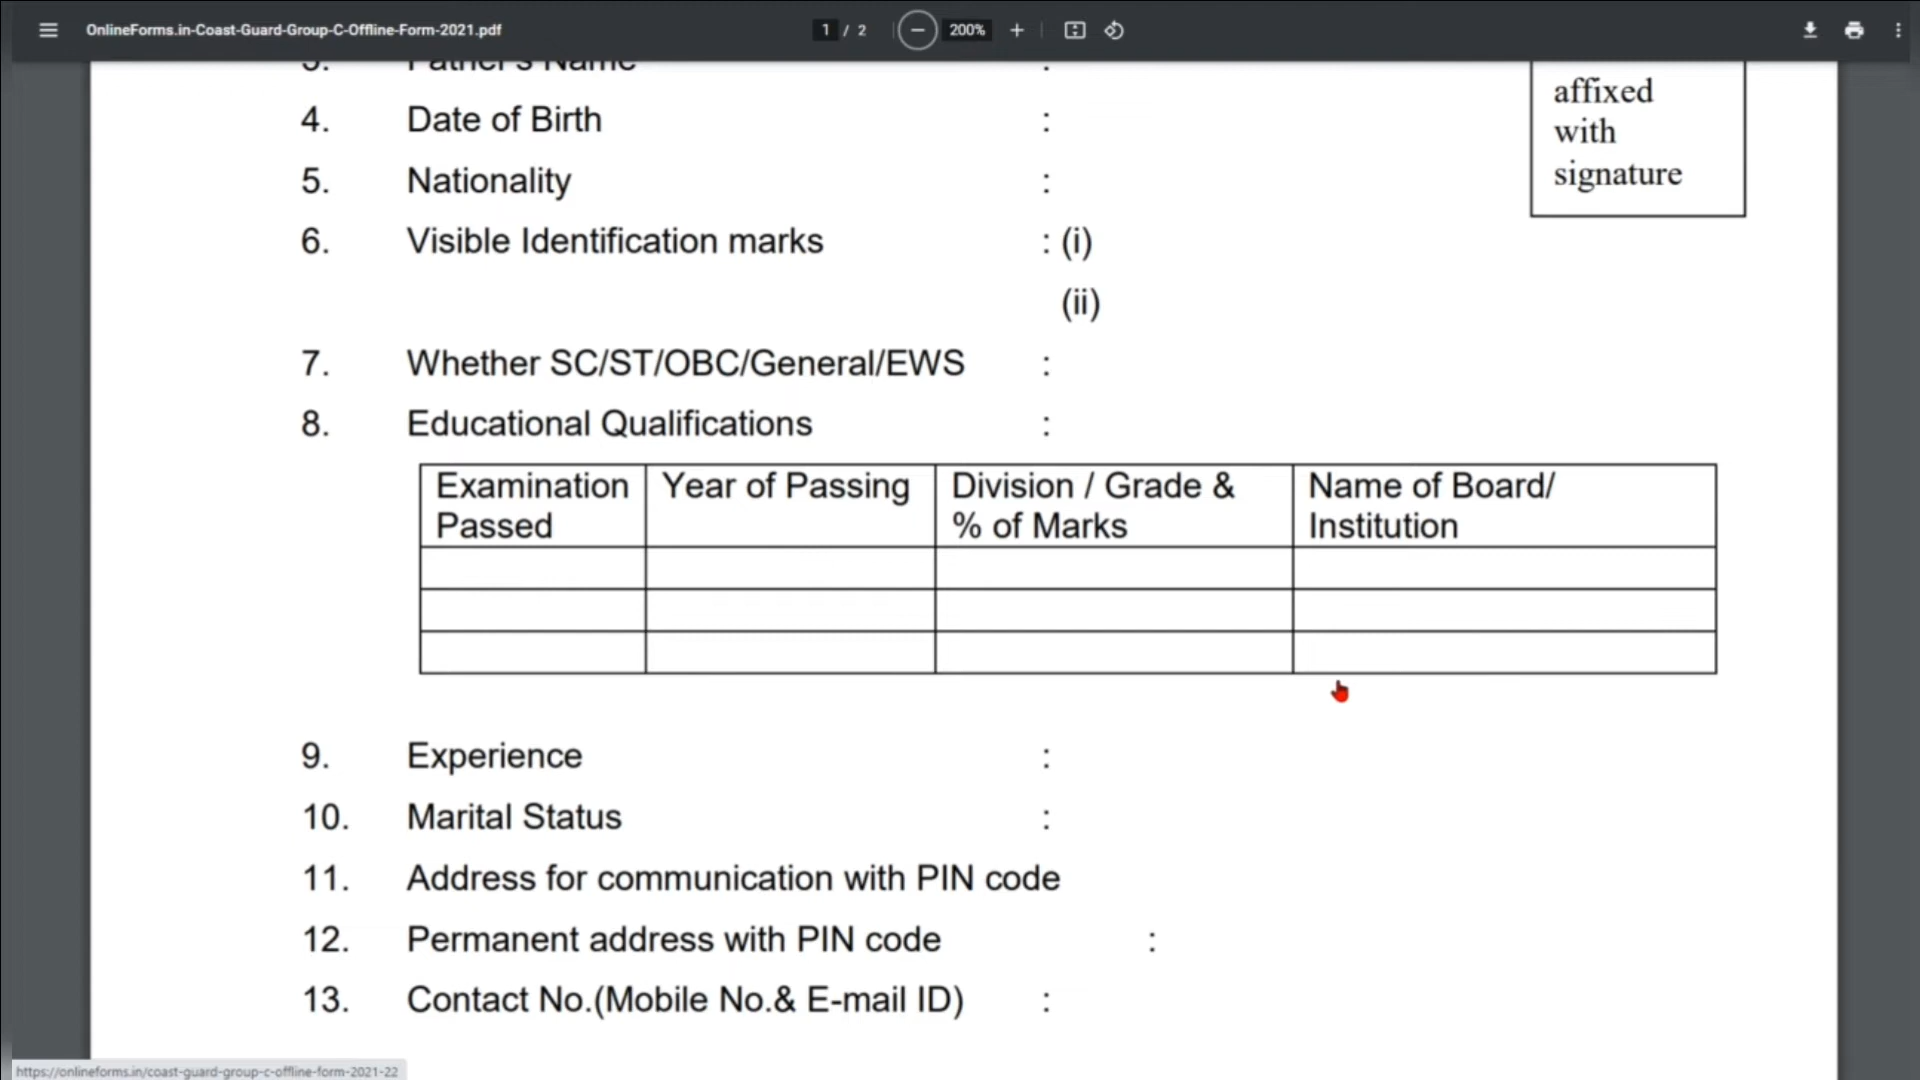 OnlineForms.in-Coast-Guard-Group-C-Offline-Form-2021.pdf
1 / 2
200%
3. Father's Name :
4. Date of Birth :
5. Nationality :
6. Visible Identification marks : (i)
(ii)
7. Whether SC/ST/OBC/General/EWS :
8. Educational Qualifications :
affixed
with
signature
Examination Passed
Year of Passing
Division / Grade & % of Marks
Name of Board/ Institution
9. Experience :
10. Marital Status :
11. Address for communication with PIN code
12. Permanent address with PIN code :
13. Contact No.(Mobile No.& E-mail ID) :
https://onlineforms.in/coast-guard-group-c-offline-form-2021-22